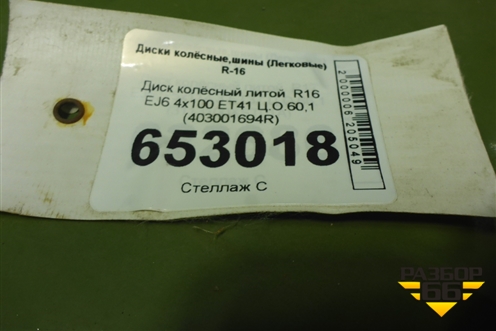 Диски колёсные,шины (Легковые)
R-16
Диск колёсный литой R16
EJ6 4x100 ET41 Ц.О.60,1
(403001694R)
653018
Стеллаж С
2000006205049
РАЗБОР
66